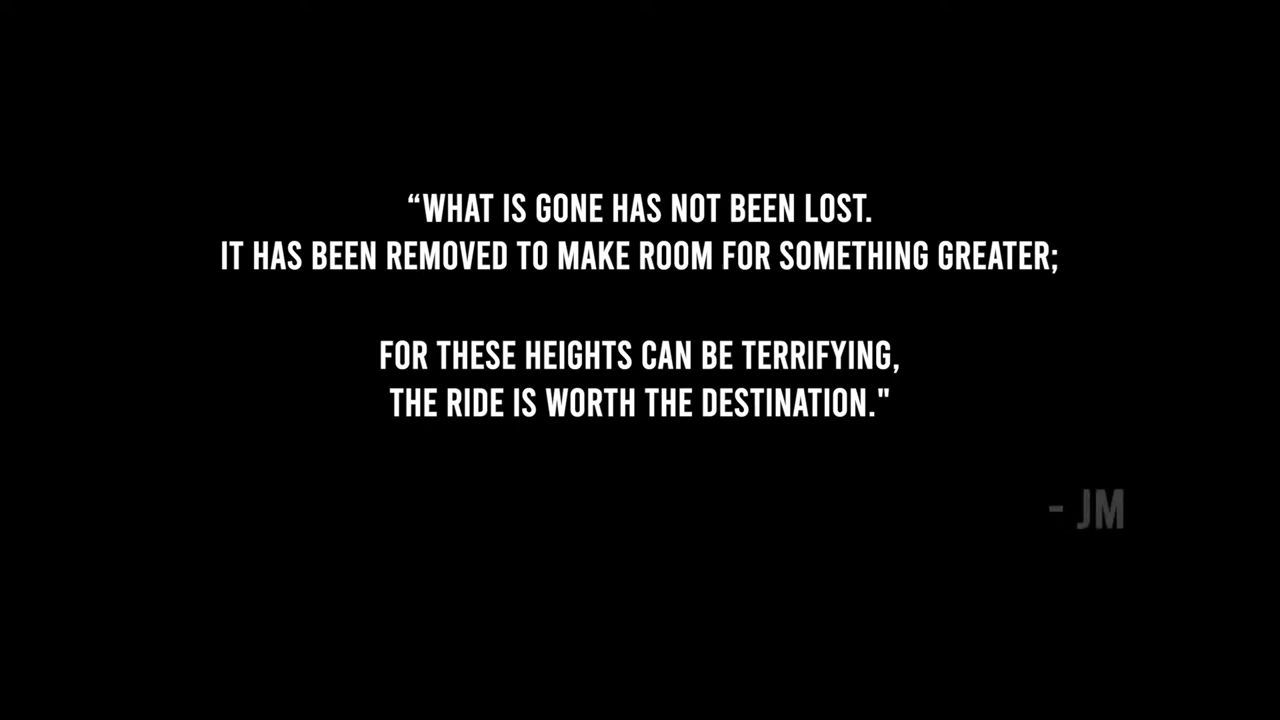 “WHAT IS GONE HAS NOT BEEN LOST.
IT HAS BEEN REMOVED TO MAKE ROOM FOR SOMETHING GREATER;
FOR THESE HEIGHTS CAN BE TERRIFYING,
THE RIDE IS WORTH THE DESTINATION."
- JM